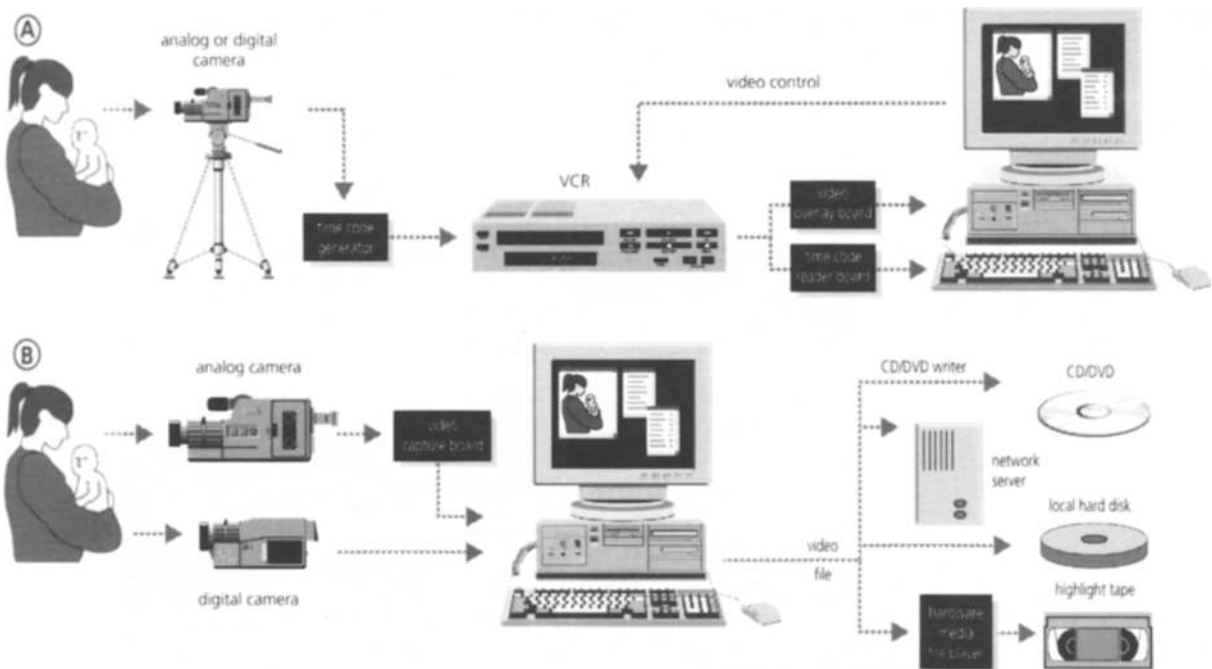 A
analog or digital
camera
video control
VCR
time code
generator
video
overlay board
time code
reader board
B
analog camera
video
capture board
digital camera
CD/DVD writer
CD/DVD
network
server
local hard disk
video
file
highlight tape
hardware
media
file player